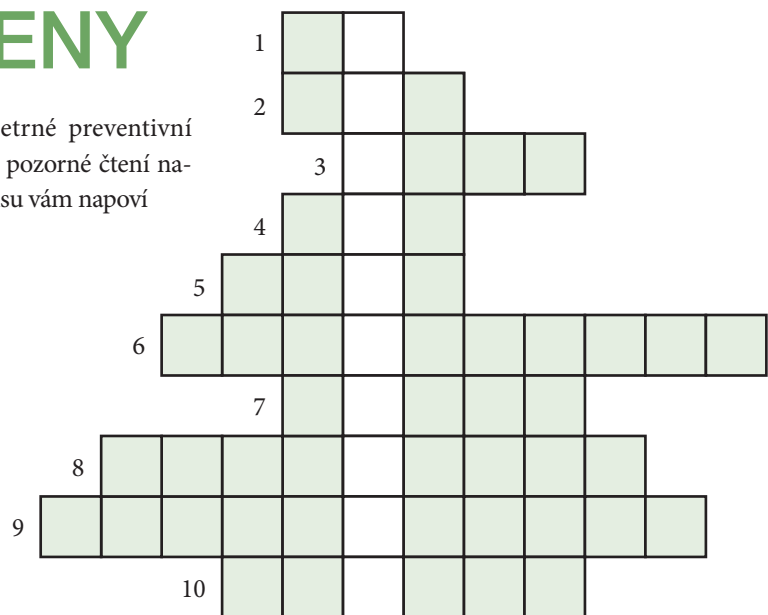 ENY
etrné preventivní
pozorné čtení na-
su vám napoví
1
2
3
4
5
6
7
8
9
10